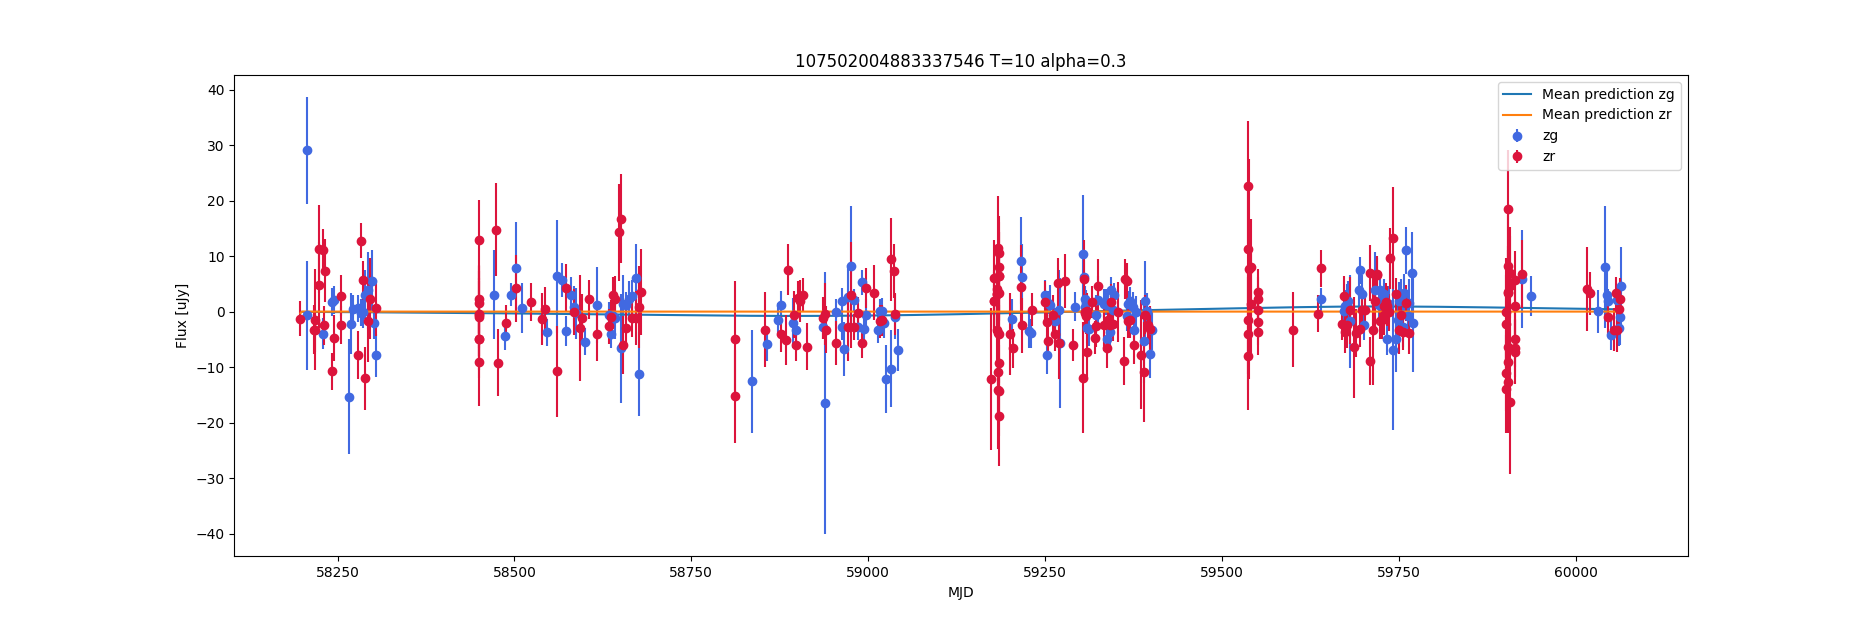 107502004883337546 T=10 alpha=0.3
Mean prediction zg
Mean prediction zr
zg
zr
40
30
20
10
0
−10
−20
−30
−40
Flux [uJy]
58250 58500 58750 59000 59250 59500 59750 60000
MJD